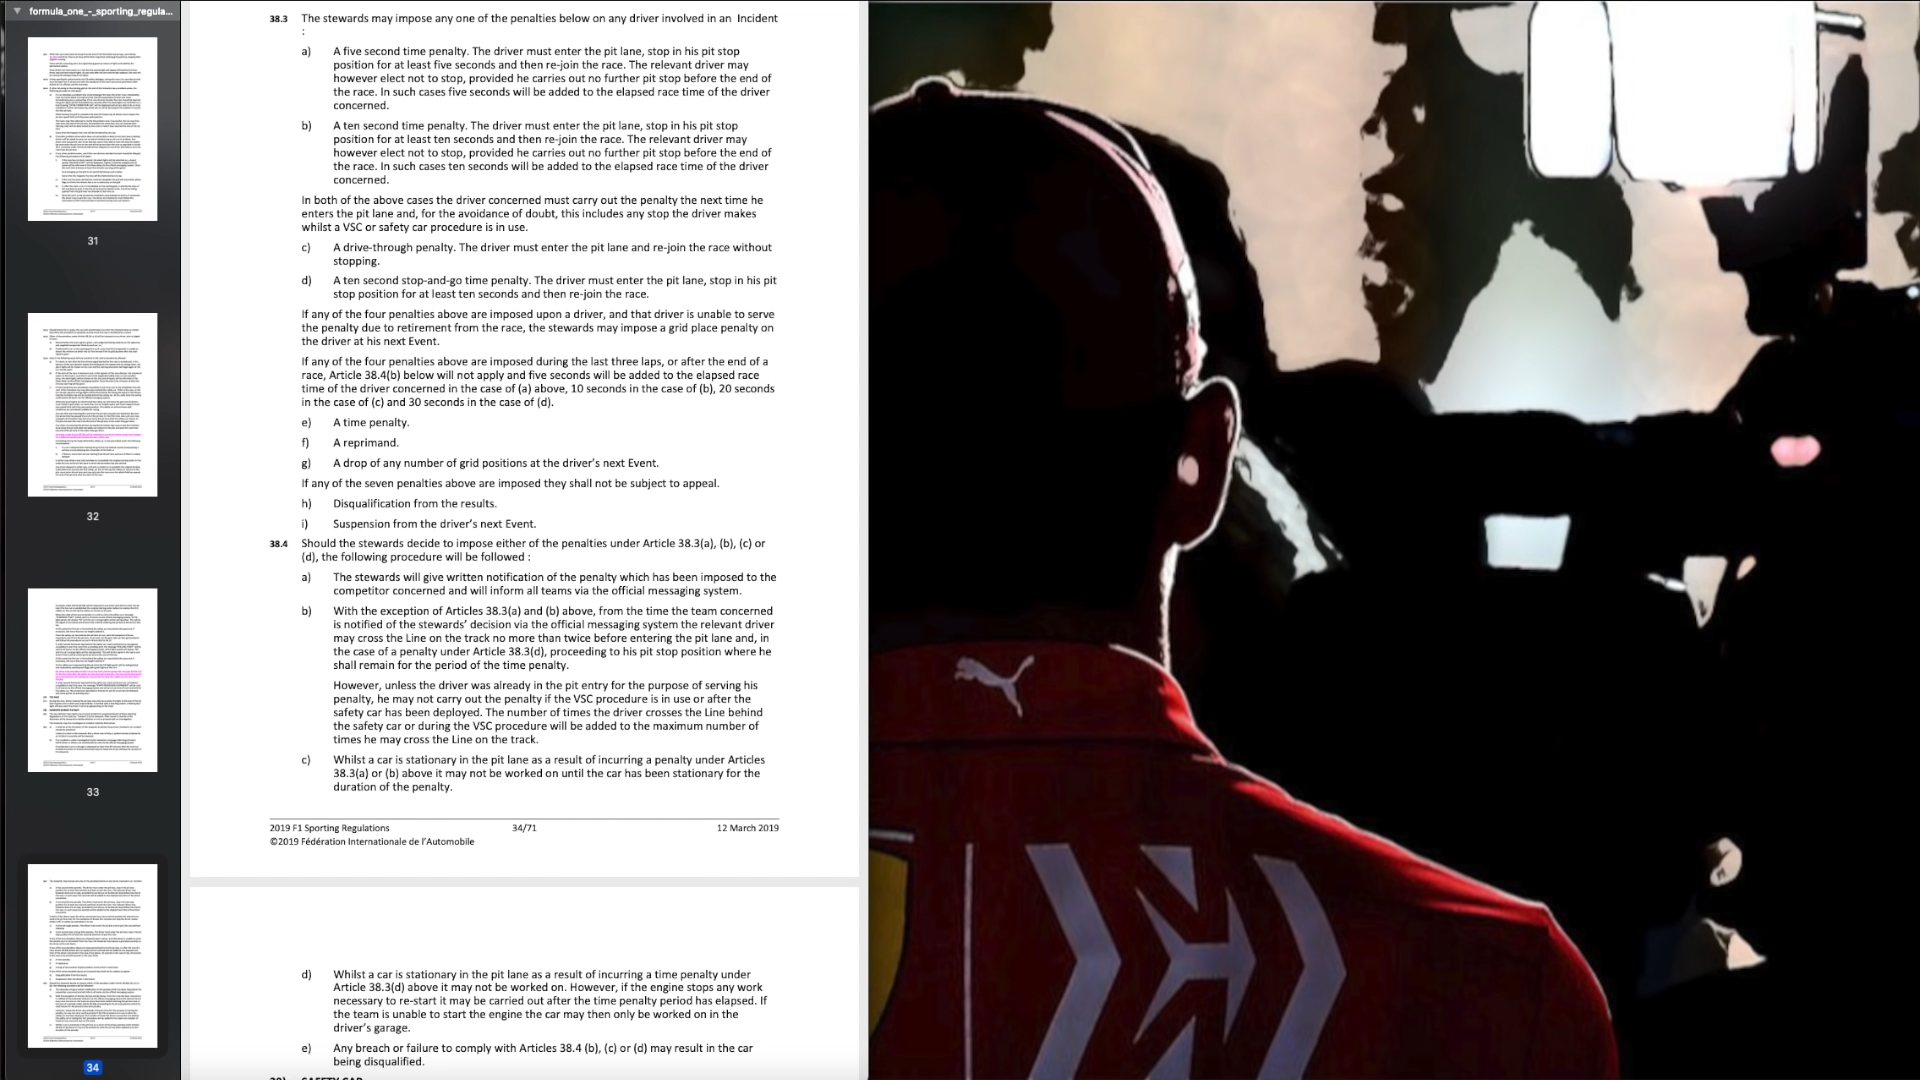 formula_one_-_sporting_regula...
31
32
33
34
38.3 The stewards may impose any one of the penalties below on any driver involved in an Incident
:
a) A five second time penalty. The driver must enter the pit lane, stop in his pit stop
position for at least five seconds and then re-join the race. The relevant driver may
however elect not to stop, provided he carries out no further pit stop before the end of
the race. In such cases five seconds will be added to the elapsed race time of the driver
concerned.
b) A ten second time penalty. The driver must enter the pit lane, stop in his pit stop
position for at least ten seconds and then re-join the race. The relevant driver may
however elect not to stop, provided he carries out no further pit stop before the end of
the race. In such cases ten seconds will be added to the elapsed race time of the driver
concerned.
In both of the above cases the driver concerned must carry out the penalty the next time he
enters the pit lane and, for the avoidance of doubt, this includes any stop the driver makes
whilst a VSC or safety car procedure is in use.
c) A drive-through penalty. The driver must enter the pit lane and re-join the race without
stopping.
d) A ten second stop-and-go time penalty. The driver must enter the pit lane, stop in his pit
stop position for at least ten seconds and then re-join the race.
If any of the four penalties above are imposed upon a driver, and that driver is unable to serve
the penalty due to retirement from the race, the stewards may impose a grid place penalty on
the driver at his next Event.
If any of the four penalties above are imposed during the last three laps, or after the end of a
race, Article 38.4(b) below will not apply and five seconds will be added to the elapsed race
time of the driver concerned in the case of (a) above, 10 seconds in the case of (b), 20 seconds
in the case of (c) and 30 seconds in the case of (d).
e) A time penalty.
f) A reprimand.
g) A drop of any number of grid positions at the driver's next Event.
If any of the seven penalties above are imposed they shall not be subject to appeal.
h) Disqualification from the results.
i) Suspension from the driver's next Event.
38.4 Should the stewards decide to impose either of the penalties under Article 38.3(a), (b), (c) or
(d), the following procedure will be followed :
a) The stewards will give written notification of the penalty which has been imposed to the
competitor concerned and will inform all teams via the official messaging system.
b) With the exception of Articles 38.3(a) and (b) above, from the time the team concerned
is notified of the stewards' decision via the official messaging system the relevant driver
may cross the Line on the track no more than twice before entering the pit lane and, in
the case of a penalty under Article 38.3(d), proceeding to his pit stop position where he
shall remain for the period of the time penalty.
However, unless the driver was already in the pit entry for the purpose of serving his
penalty, he may not carry out the penalty if the VSC procedure is in use or after the
safety car has been deployed. The number of times the driver crosses the Line behind
the safety car or during the VSC procedure will be added to the maximum number of
times he may cross the Line on the track.
c) Whilst a car is stationary in the pit lane as a result of incurring a penalty under Articles
38.3(a) or (b) above it may not be worked on until the car has been stationary for the
duration of the penalty.
2019 F1 Sporting Regulations 34/71 12 March 2019
©2019 Fédération Internationale de l'Automobile
d) Whilst a car is stationary in the pit lane as a result of incurring a time penalty under
Article 38.3(d) above it may not be worked on. However, if the engine stops any work
necessary to re-start it may be carried out after the time penalty period has elapsed. If
the team is unable to start the engine the car may then only be worked on in the
driver's garage.
e) Any breach or failure to comply with Articles 38.4 (b), (c) or (d) may result in the car
being disqualified.
39) SAFETY CAR